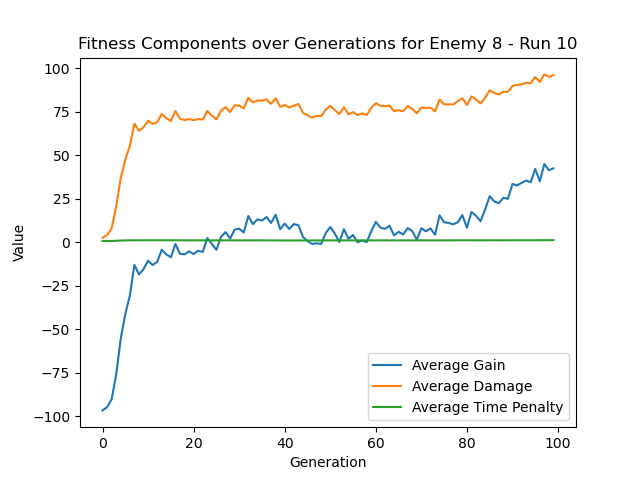 Fitness Components over Generations for Enemy 8 - Run 10
100
75
50
25
0
−25
−50
−75
−100
Value
0 20 40 60 80 100
Generation
Average Gain
Average Damage
Average Time Penalty